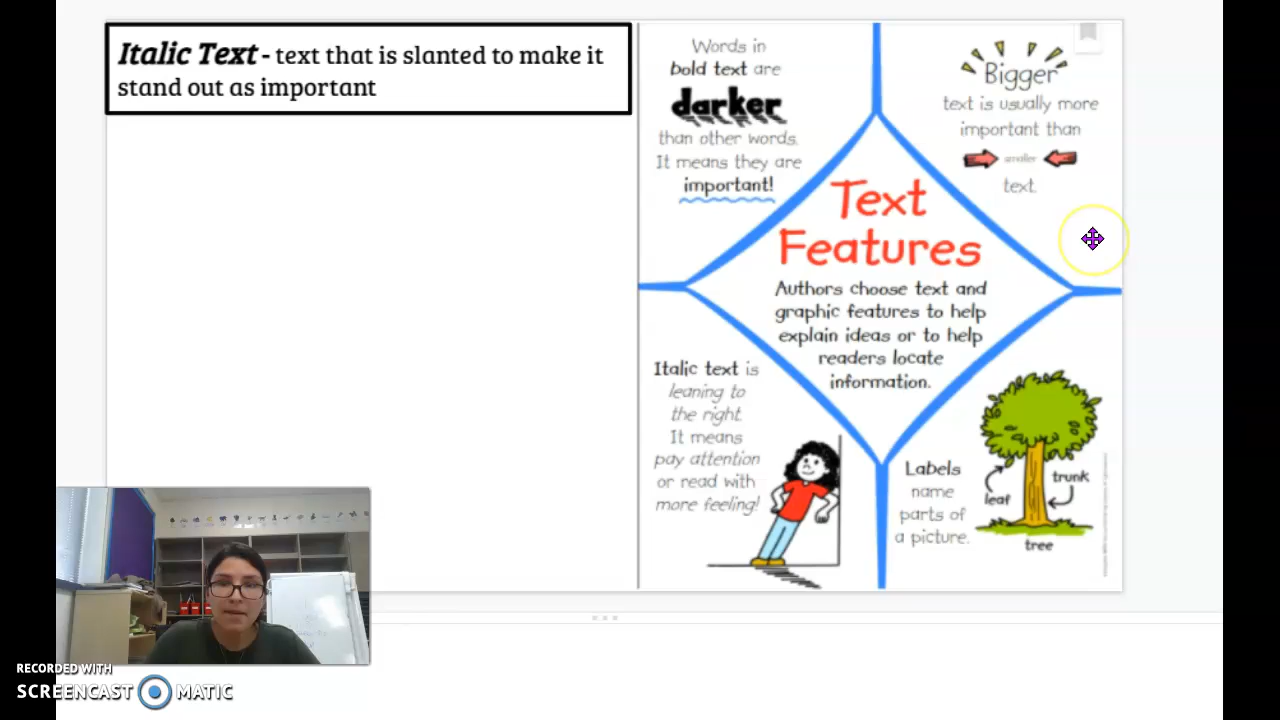 Italic Text - text that is slanted to make it
stand out as important
Words in
bold text are
darker
than other words.
It means they are
important!
Bigger
text is usually more
important than
smaller
text.
Text
Features
Authors choose text and
graphic features to help
explain ideas or to help
readers locate
information.
Italic text is
leaning to
the right.
It means
pay attention
or read with
more feeling!
Labels
name
parts of
a picture.
leaf
trunk
tree
RECORDED WITH
SCREENCAST MATIC